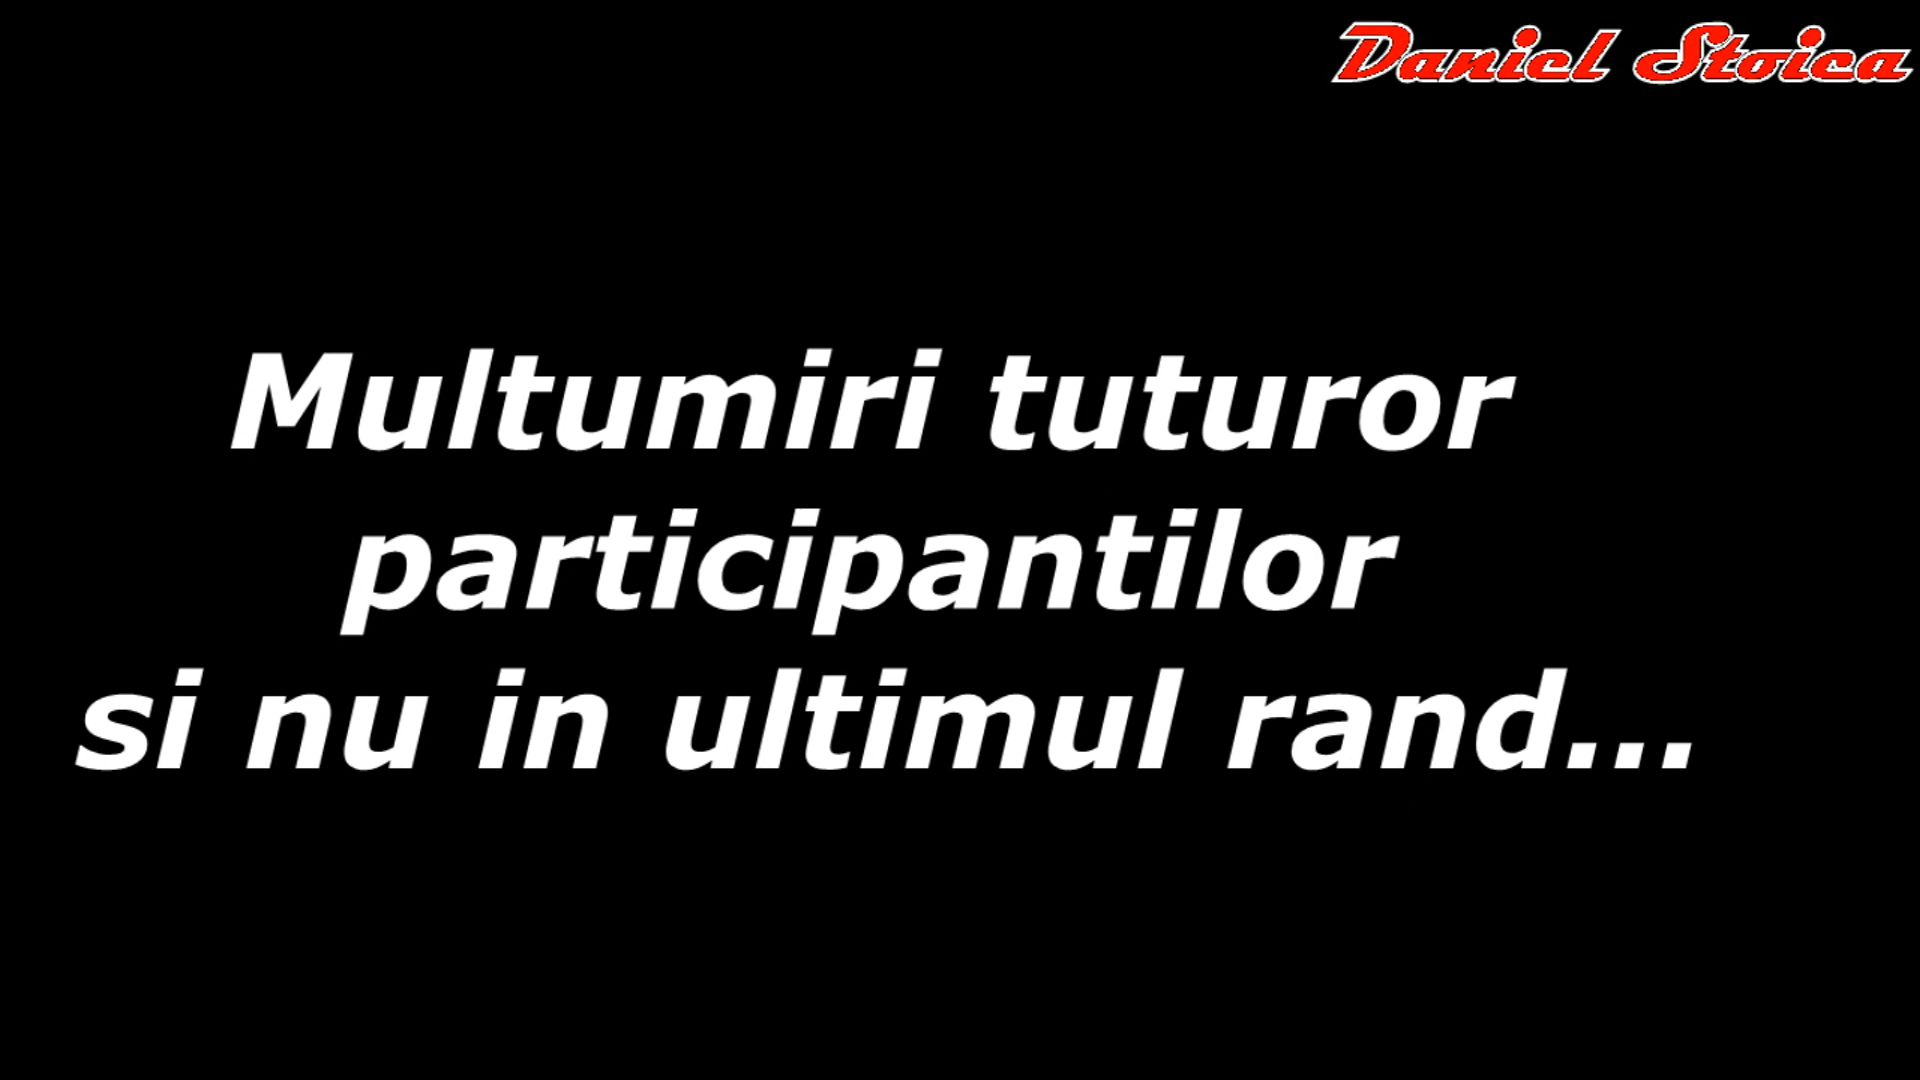 Daniel Stoica
Multumiri tuturor
participantilor
si nu in ultimul rand...